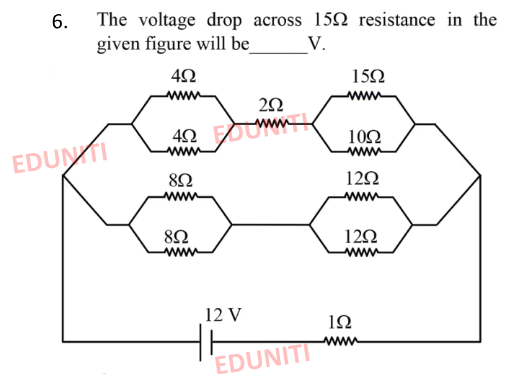 6. The voltage drop across 15Ω resistance in the
given figure will be______V.
4Ω 15Ω
2Ω
4Ω EDUNITI 10Ω
EDUNITI
8Ω 12Ω
8Ω 12Ω
12 V 1Ω
EDUNITI